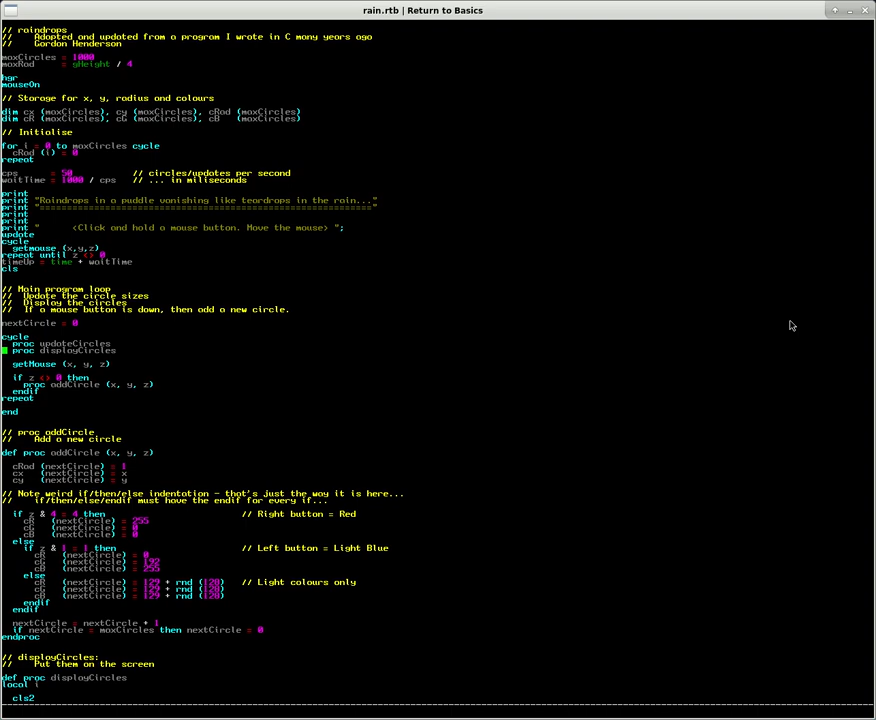 rain.rtb | Return to Basics
// raindrops
//    Adopted and updated from a program I wrote in C many years ago
//    Gordon Henderson
maxCircles = 1000
maxRad     = gHeight / 4
hgr
mouseOn
// Storage for x, y, radius and colours
dim cx (maxCircles), cy (maxCircles), cRad (maxCircles)
dim cR (maxCircles), cG (maxCircles), cB   (maxCircles)
// Initialise
for i = 0 to maxCircles cycle
  cRad (i) = 0
repeat
cps      = 50         // circles/updates per second
waitTime = 1000 / cps   // ... in miliseconds
print
print "Raindrops in a puddle vanishing like teardrops in the rain..."
print "============================================================="
print
print
print "      <Click and hold a mouse button. Move the mouse> ";
update
cycle
  getmouse (x,y,z)
repeat until z <> 0
timeUp = time + waitTime
cls
// Main program loop
//  Update the circle sizes
//  Display the circles
//  If a mouse button is down, then add a new circle.
nextCircle = 0
cycle
  proc updateCircles
  proc displayCircles
  getMouse (x, y, z)
  if z <> 0 then
    proc addCircle (x, y, z)
  endif
repeat
end
// proc addCircle
//    Add a new circle
def proc addCircle (x, y, z)
  cRad (nextCircle) = 1
  cx   (nextCircle) = x
  cy   (nextCircle) = y
// Note weird if/then/else indentation - that's just the way it is here...
//    if/then/else/endif must have the endif for every if...
  if z & 4 = 4 then                         // Right button = Red
    cR   (nextCircle) = 255
    cG   (nextCircle) = 0
    cB   (nextCircle) = 0
  else
    if z & 1 = 1 then                       // Left button = Light Blue
      cR   (nextCircle) = 0
      cG   (nextCircle) = 192
      cB   (nextCircle) = 255
    else
      cR   (nextCircle) = 129 + rnd (128)   // Light colours only
      cG   (nextCircle) = 129 + rnd (128)
      cB   (nextCircle) = 129 + rnd (128)
    endif
  endif
  nextCircle = nextCircle + 1
  if nextCircle = maxCircles then nextCircle = 0
endproc
// displayCircles:
//    Put them on the screen
def proc displayCircles
local i
  cls2